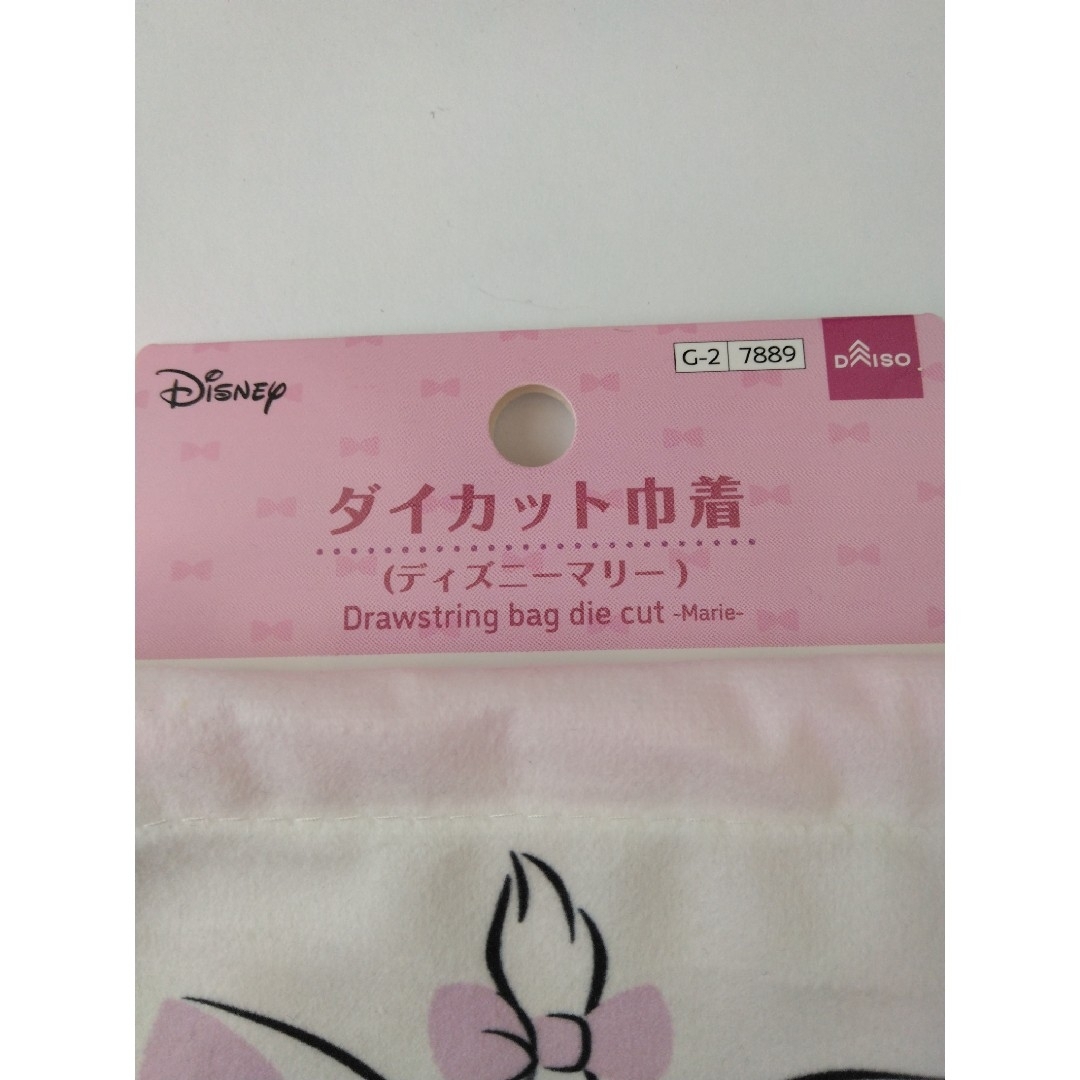 Disney
G-2 7889
DAISO
ダイカット巾着
(ディズニーマリー)
Drawstring bag die cut -Marie-